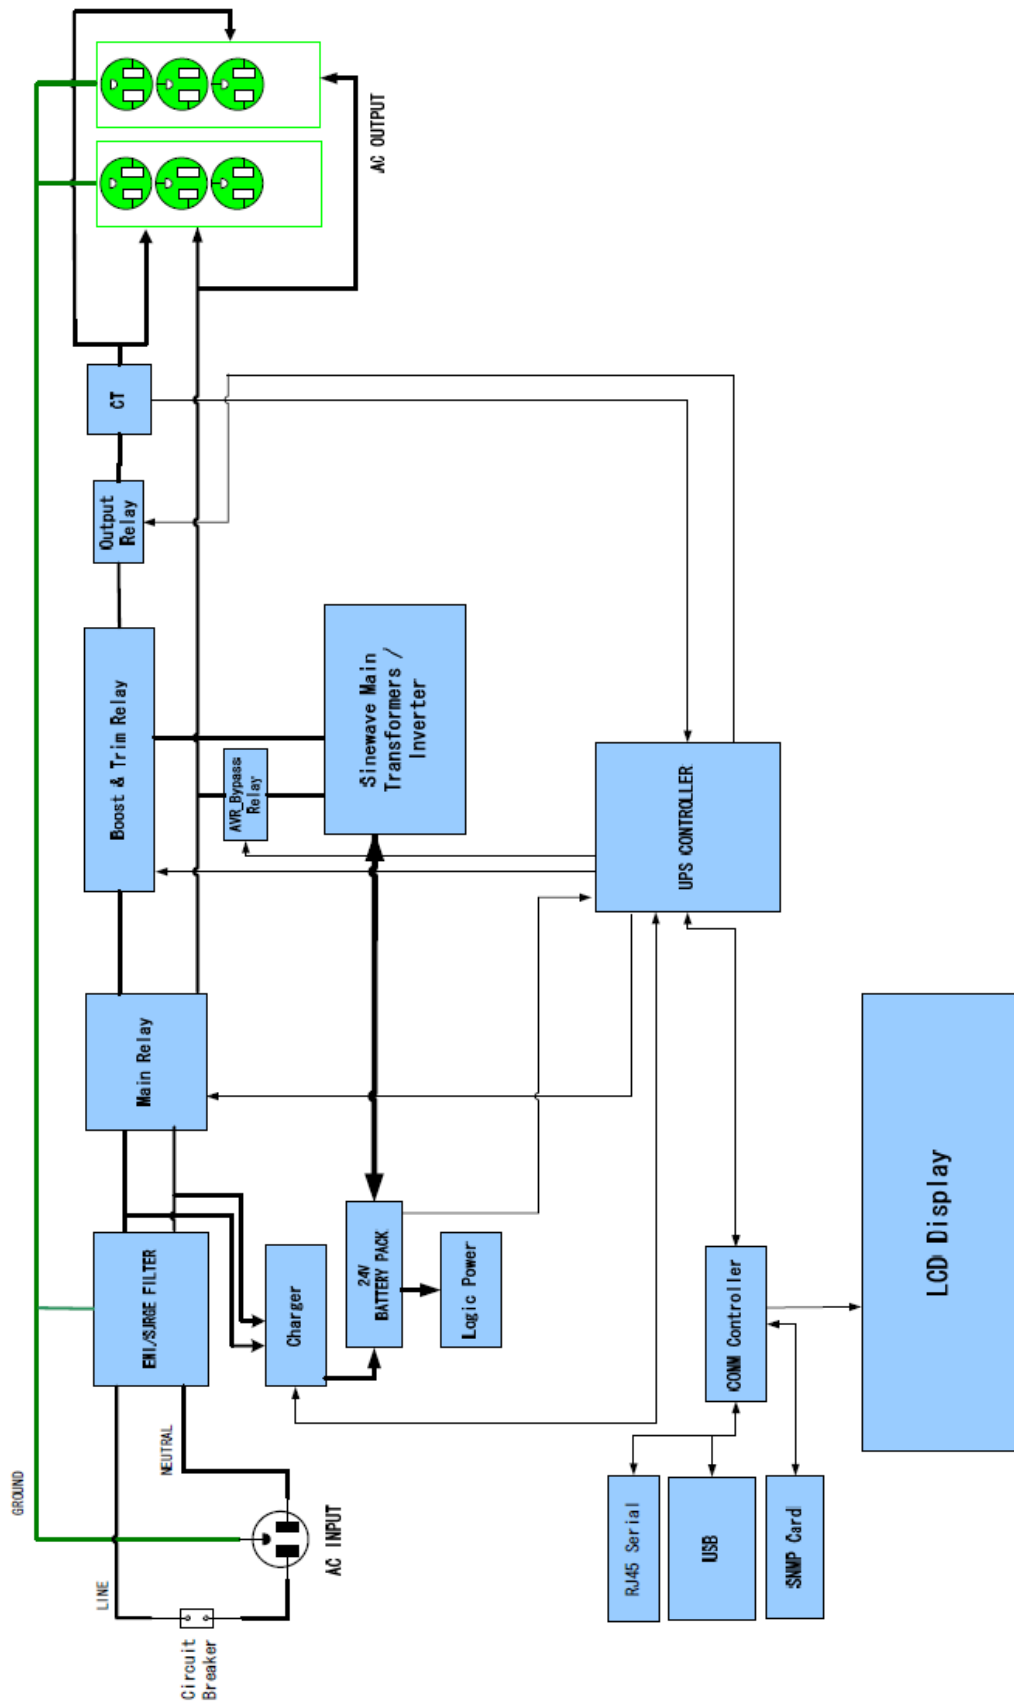 GROUND
LINE
Circuit
Breaker
NEUTRAL
AC INPUT
EMI/SURGE FILTER
Main Relay
Boost & Trim Relay
Output
Relay
CT
AC OUTPUT
Charger
24V
BATTERY PACK
Logic Power
AVR_Bypass
Relay
Sinewave Main
Transformers /
Inverter
UPS CONTROLLER
COMM Controller
RJ45 Serial
USB
SNMP Card
LCD Display